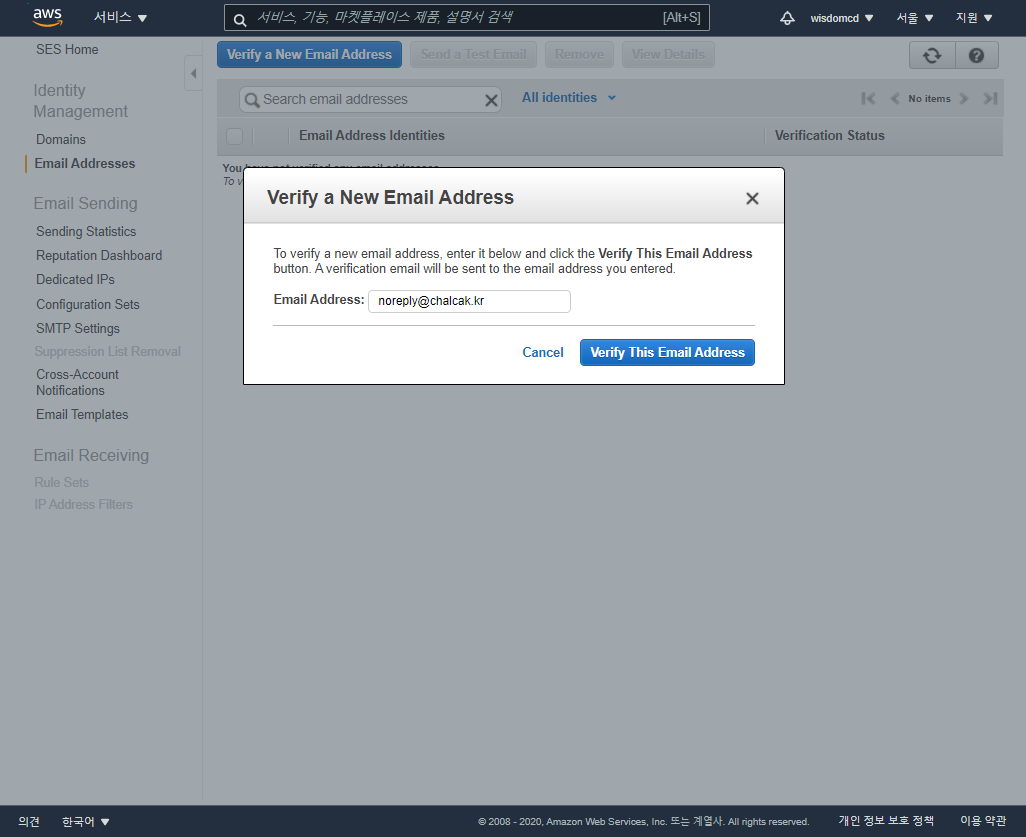 aws
서비스
서비스, 기능, 마켓플레이스 제품, 설명서 검색
[Alt+S]
wisdomcd
서울
지원
SES Home
Identity
Management
Domains
Email Addresses
Email Sending
Sending Statistics
Reputation Dashboard
Dedicated IPs
Configuration Sets
SMTP Settings
Suppression List Removal
Cross-Account
Notifications
Email Templates
Email Receiving
Rule Sets
IP Address Filters
Verify a New Email Address
Send a Test Email
Remove
View Details
Search email addresses
All identities
No items
Email Address Identities
Verification Status
You have not verified any email addresses.
To
Verify a New Email Address
To verify a new email address, enter it below and click the Verify This Email Address
button. A verification email will be sent to the email address you entered.
Email Address: noreply@chalcak.kr
Cancel
Verify This Email Address
의견
한국어
© 2008 - 2020, Amazon Web Services, Inc. 또는 계열사. All rights reserved.
개인 정보 보호 정책
이용 약관